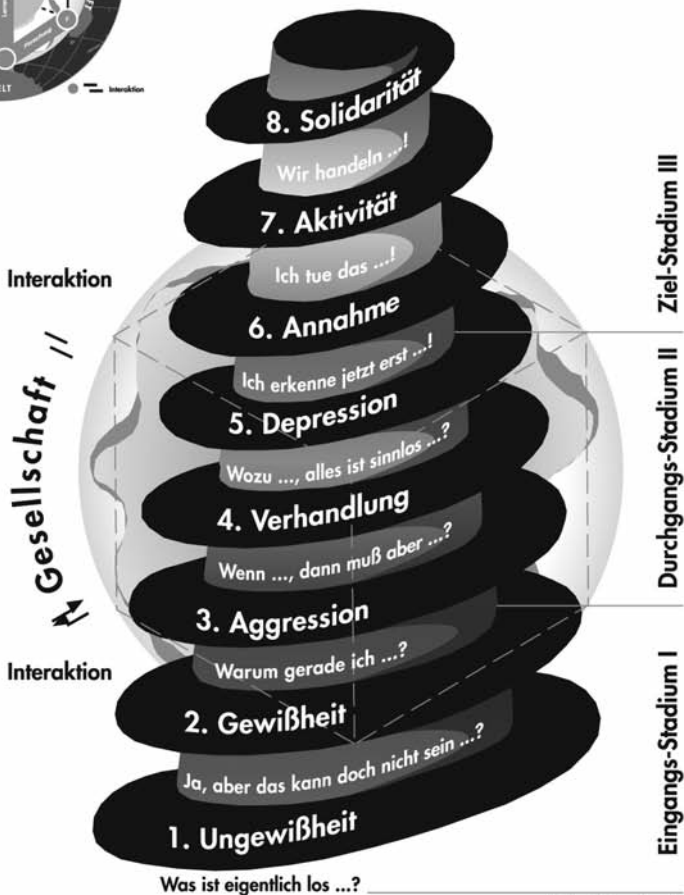 ELT
Interaktion
8. Solidarität
Wir handeln ...!
7. Aktivität
Ich tue das ...!
6. Annahme
Ich erkenne jetzt erst ...!
5. Depression
Wozu ..., alles ist sinnlos ...?
4. Verhandlung
Wenn ..., dann muß aber ...?
3. Aggression
Warum gerade ich ...?
2. Gewißheit
Ja, aber das kann doch nicht sein ...?
1. Ungewißheit
Was ist eigentlich los ...?
Interaktion
Gesellschaft
Interaktion
Ziel-Stadium III
Durchgangs-Stadium II
Eingangs-Stadium I